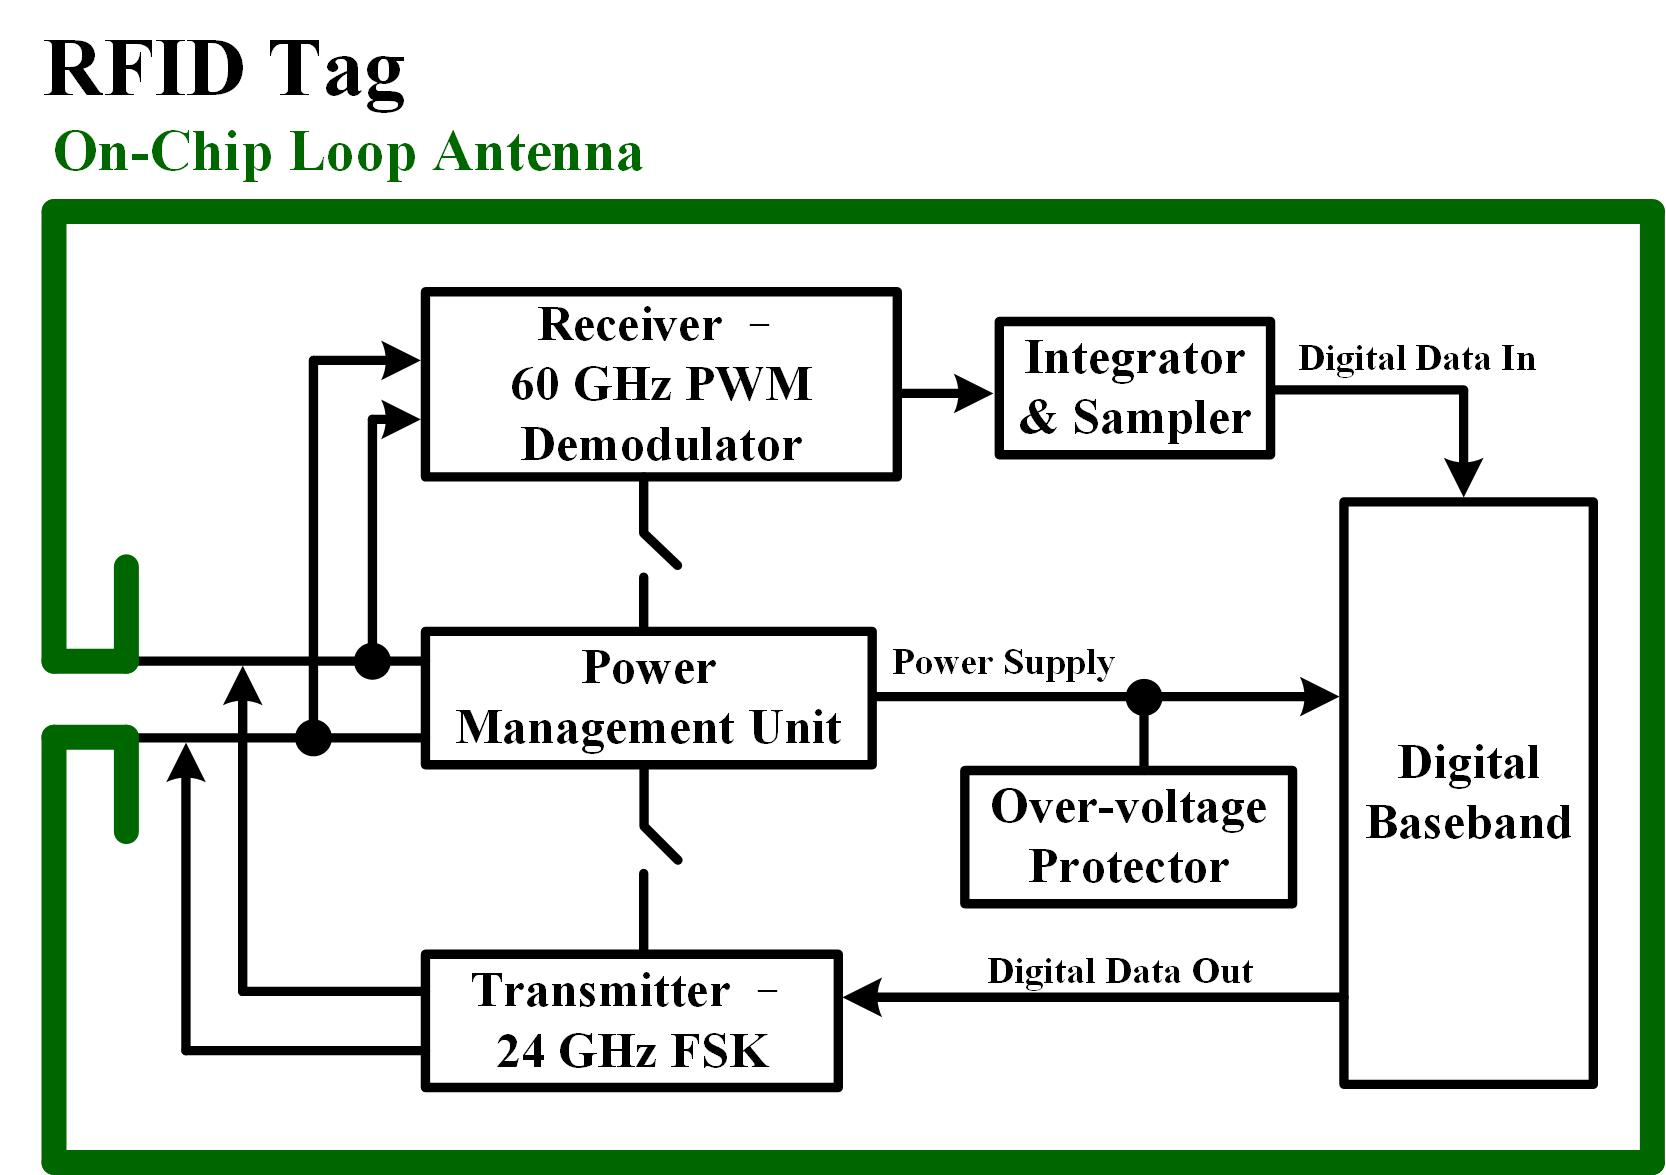 RFID Tag
On-Chip Loop Antenna
Receiver –
60 GHz PWM
Demodulator
Integrator
& Sampler
Digital Data In
Power
Management Unit
Power Supply
Over-voltage
Protector
Digital
Baseband
Transmitter –
24 GHz FSK
Digital Data Out